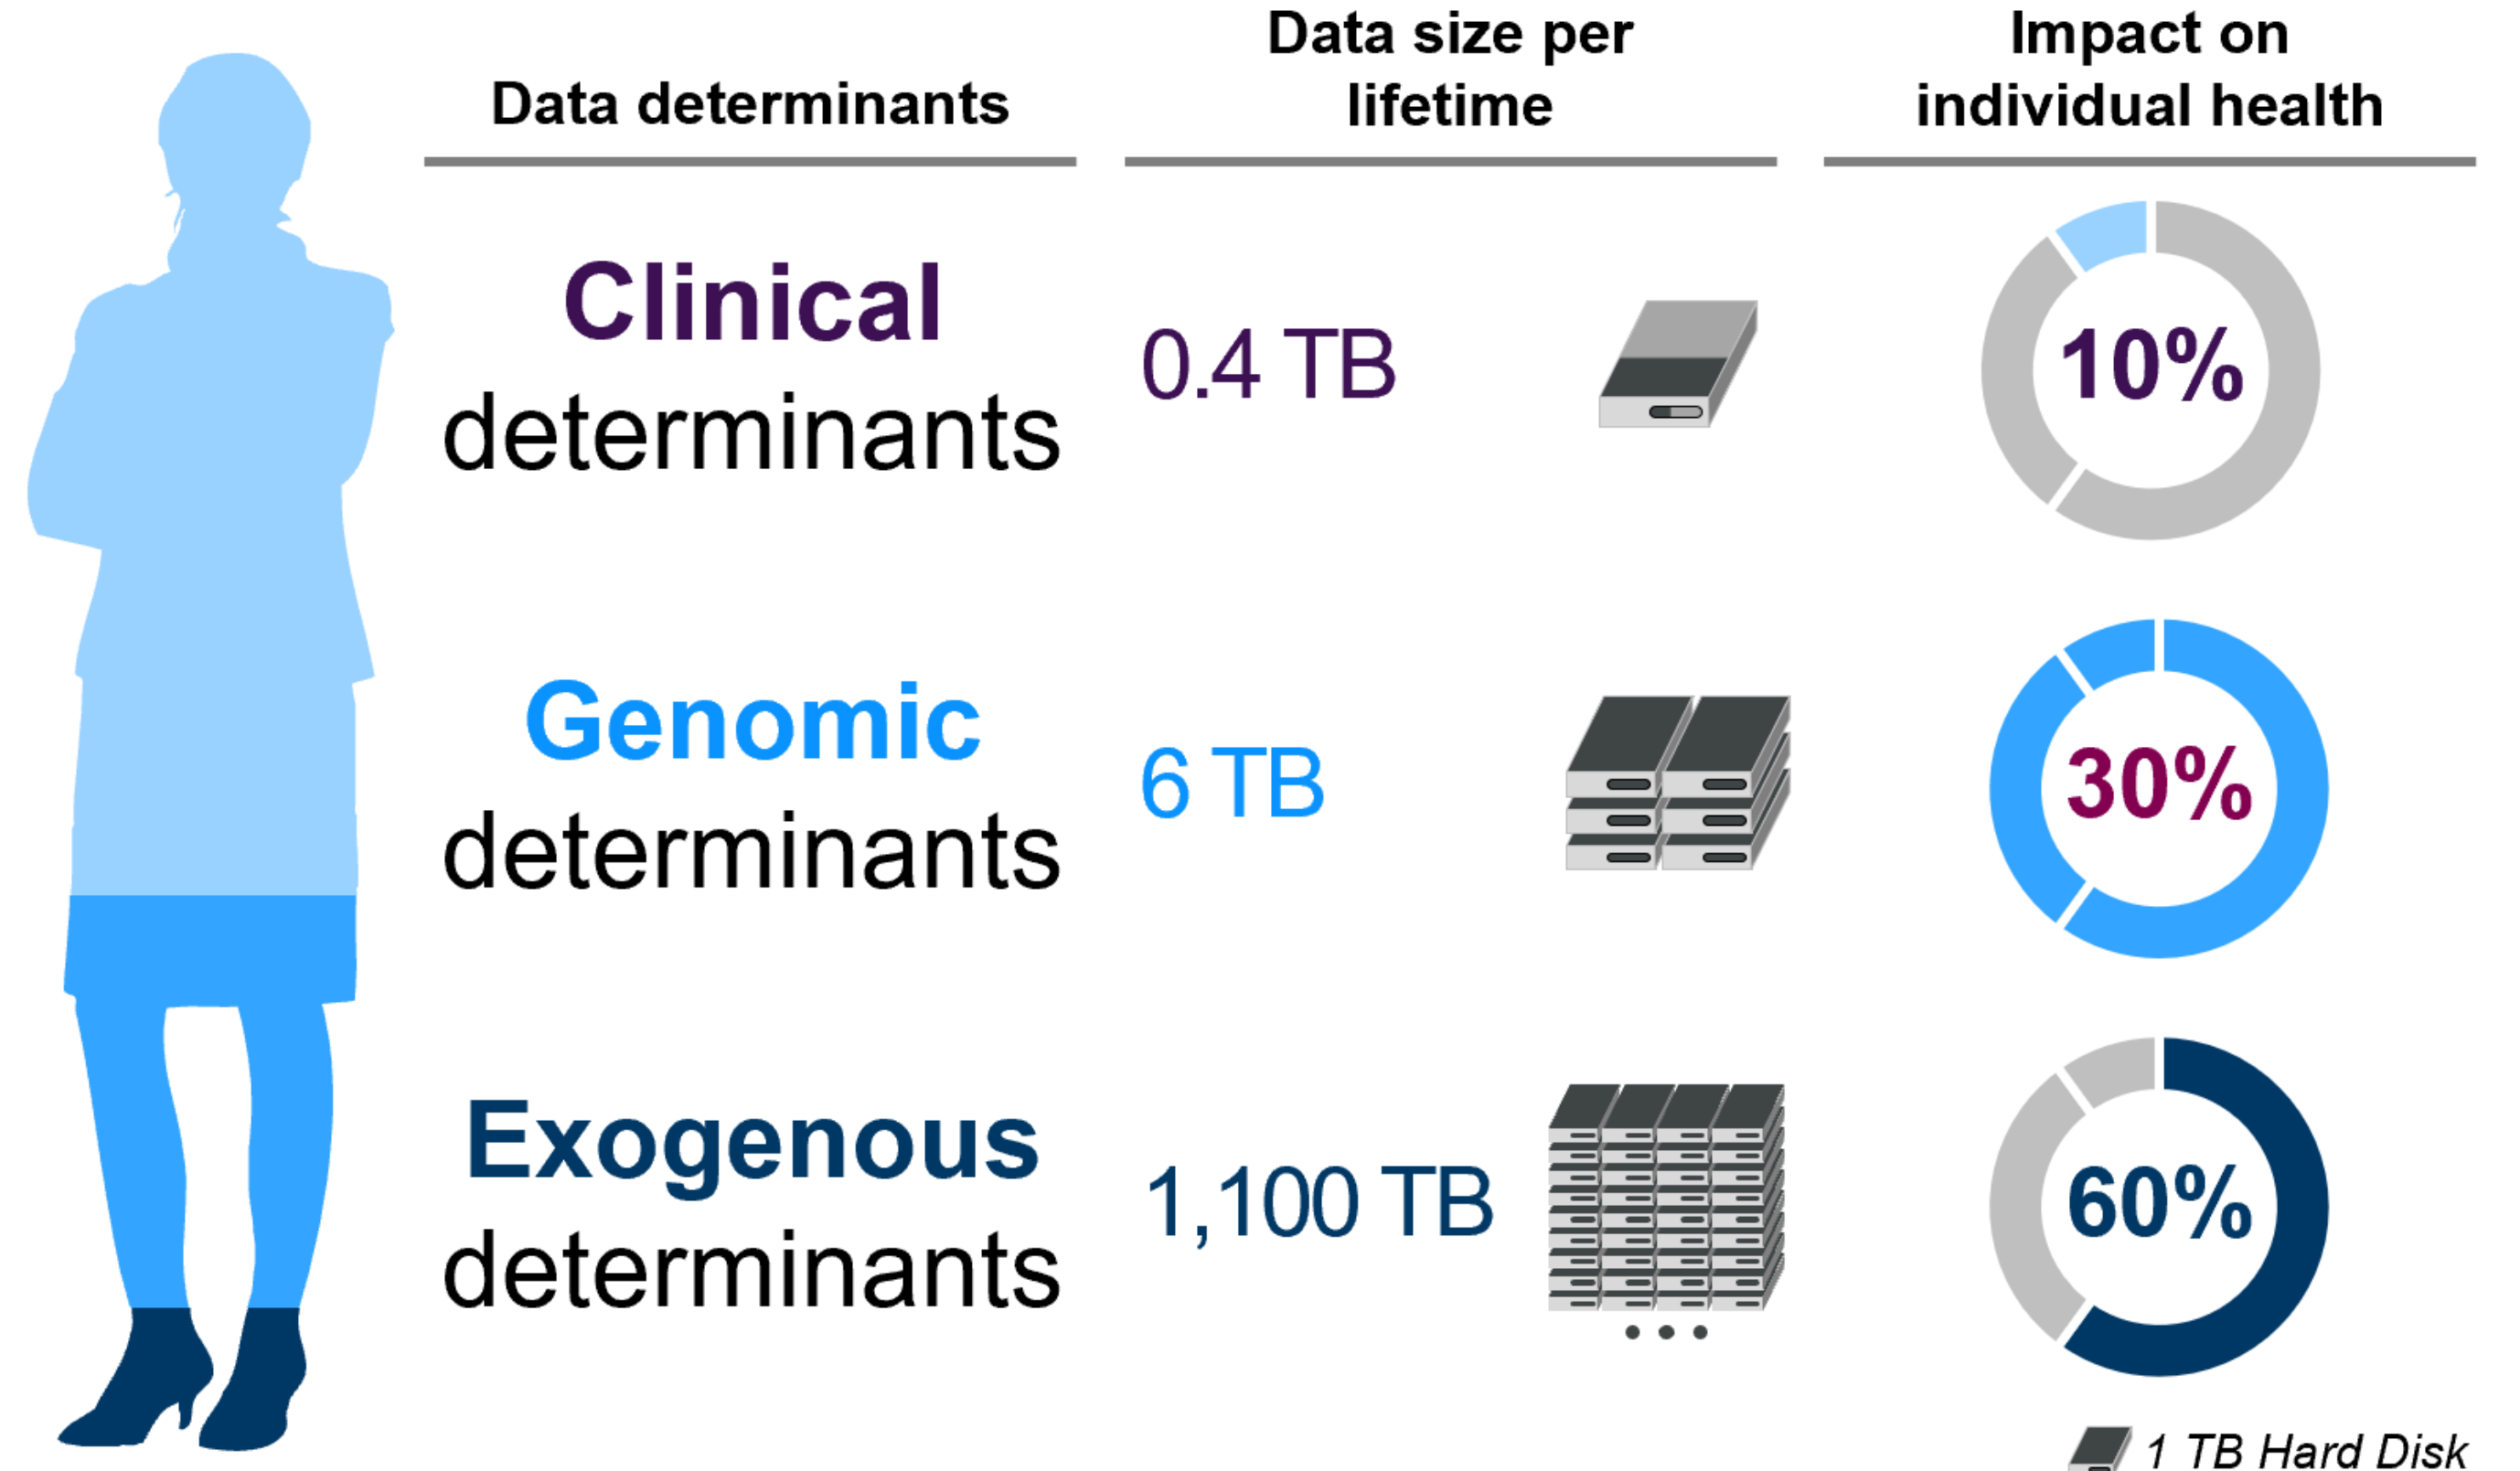 Data determinants
Data size per
lifetime
Impact on
individual health
Clinical
determinants
0.4 TB
10%
Genomic
determinants
6 TB
30%
Exogenous
determinants
1,100 TB
60%
1 TB Hard Disk